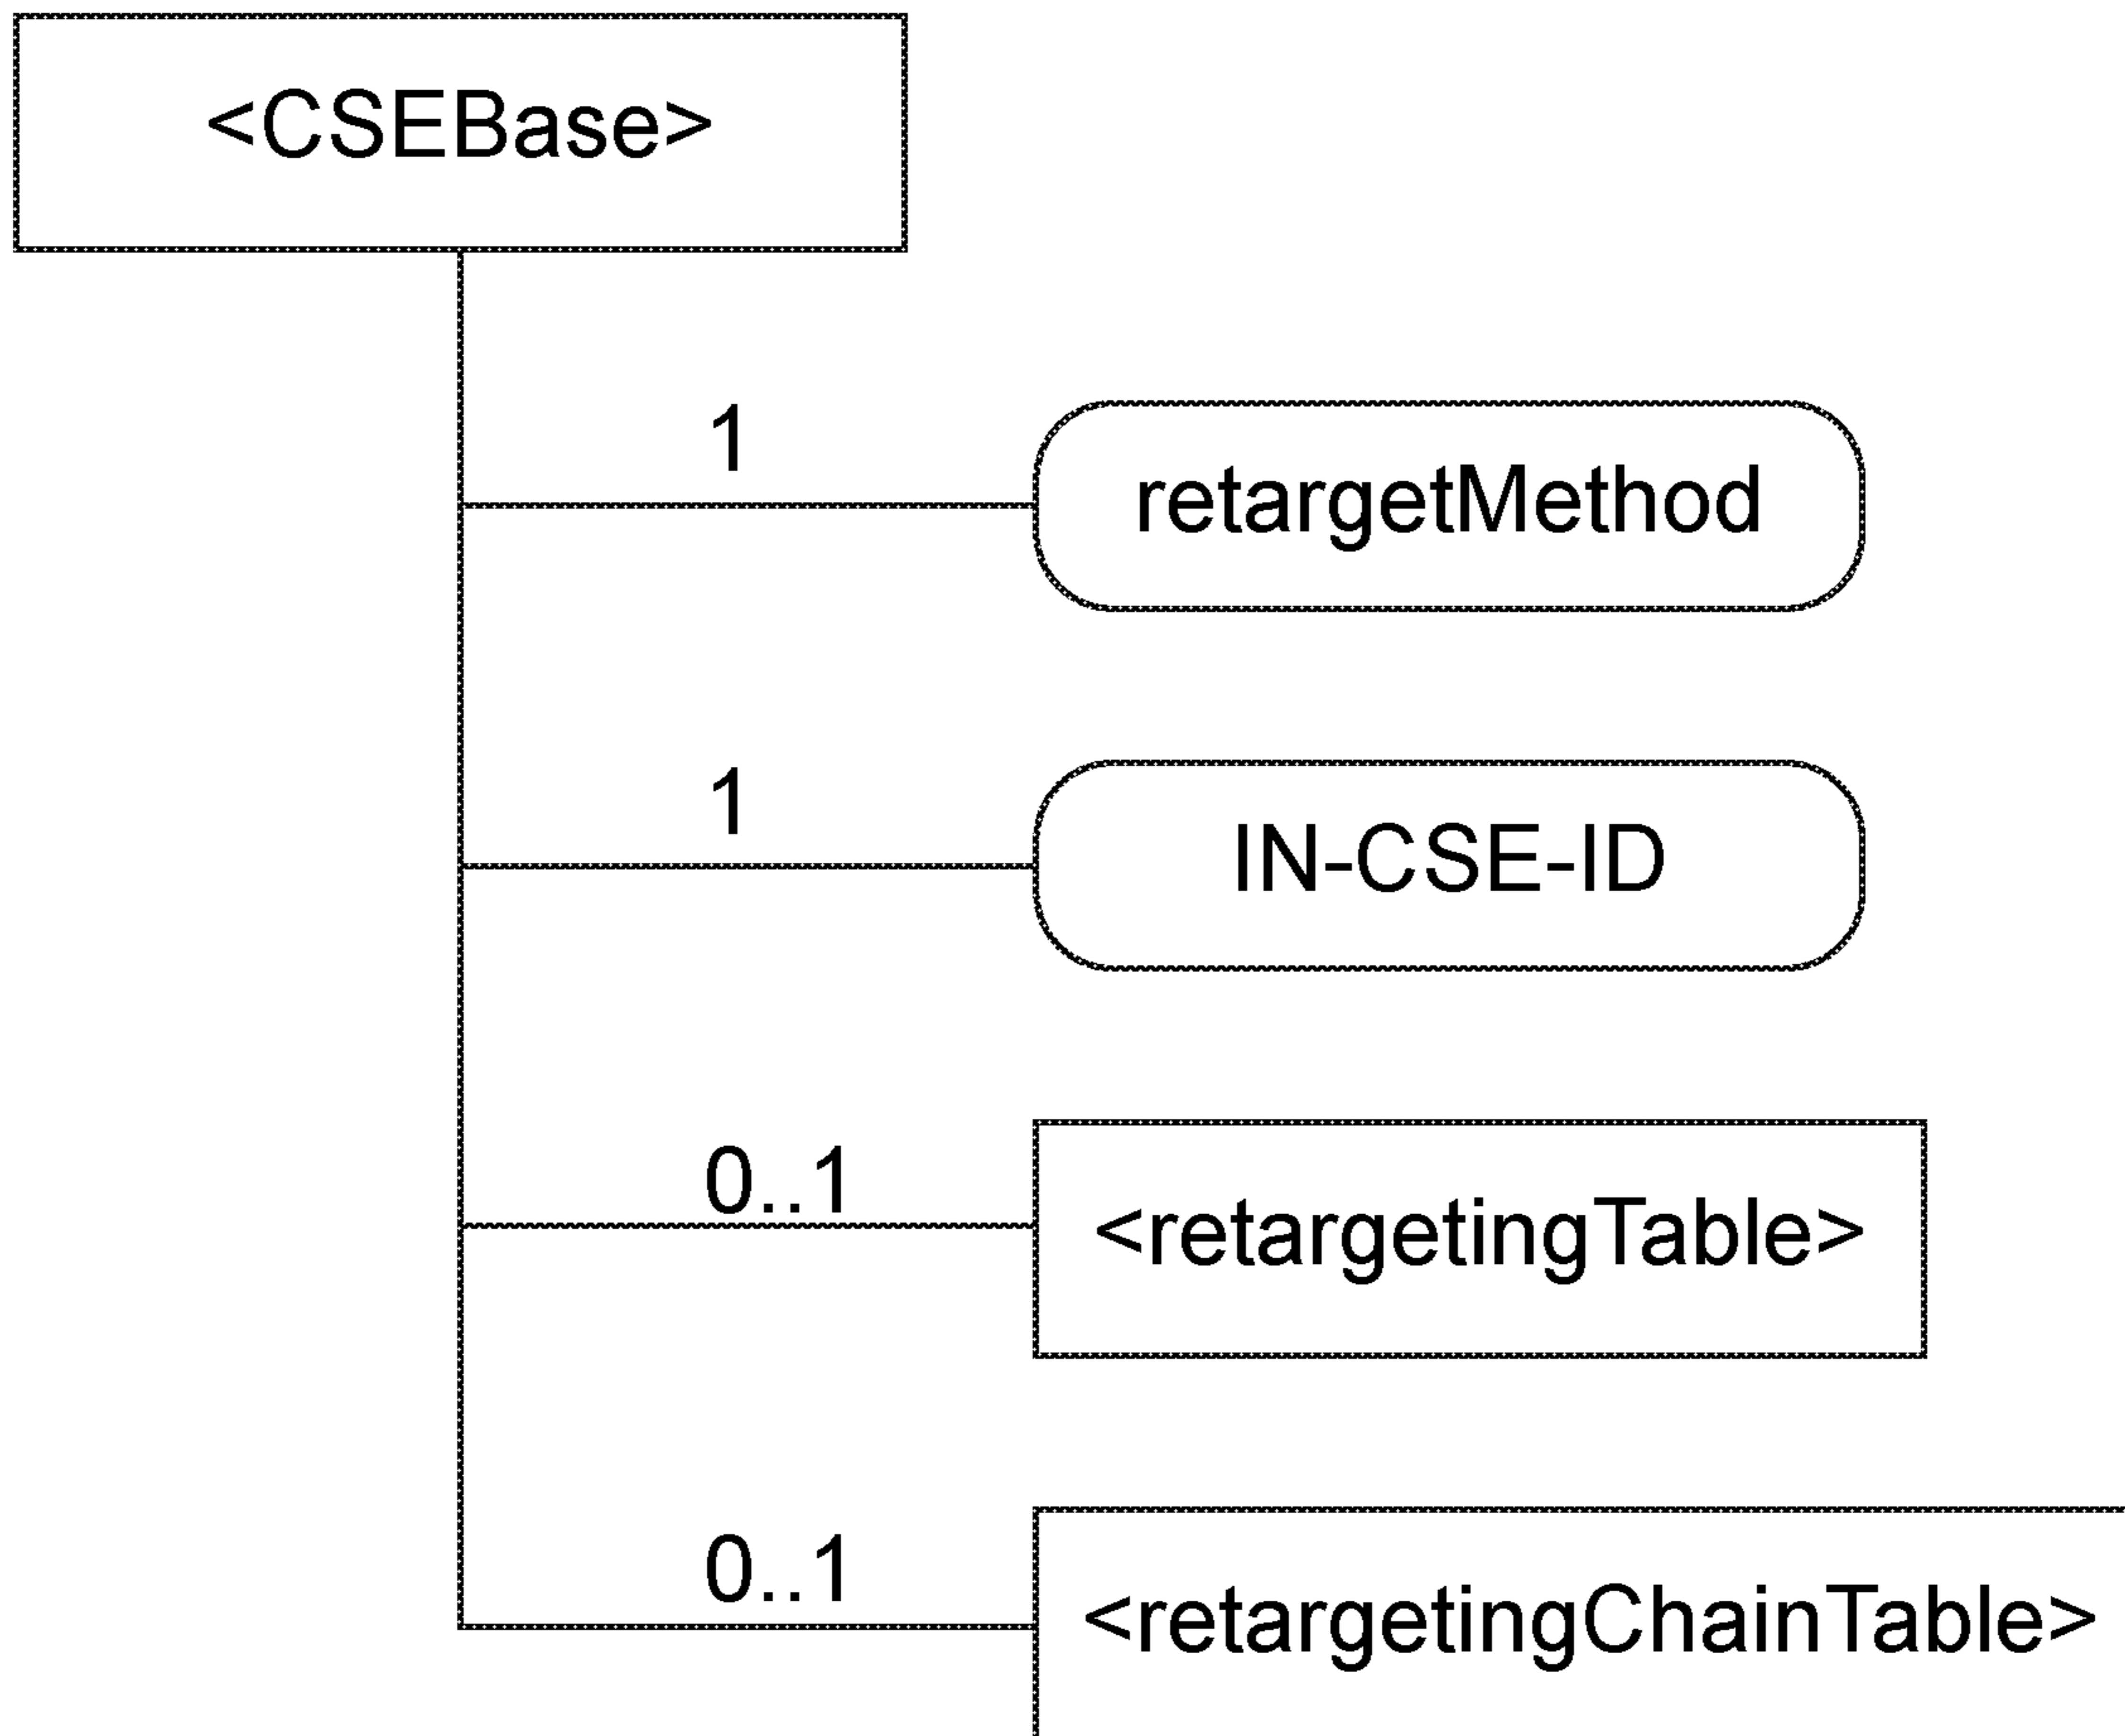 <CSEBase>
1
retargetMethod
1
IN-CSE-ID
0..1
<retargetingTable>
0..1
<retargetingChainTable>